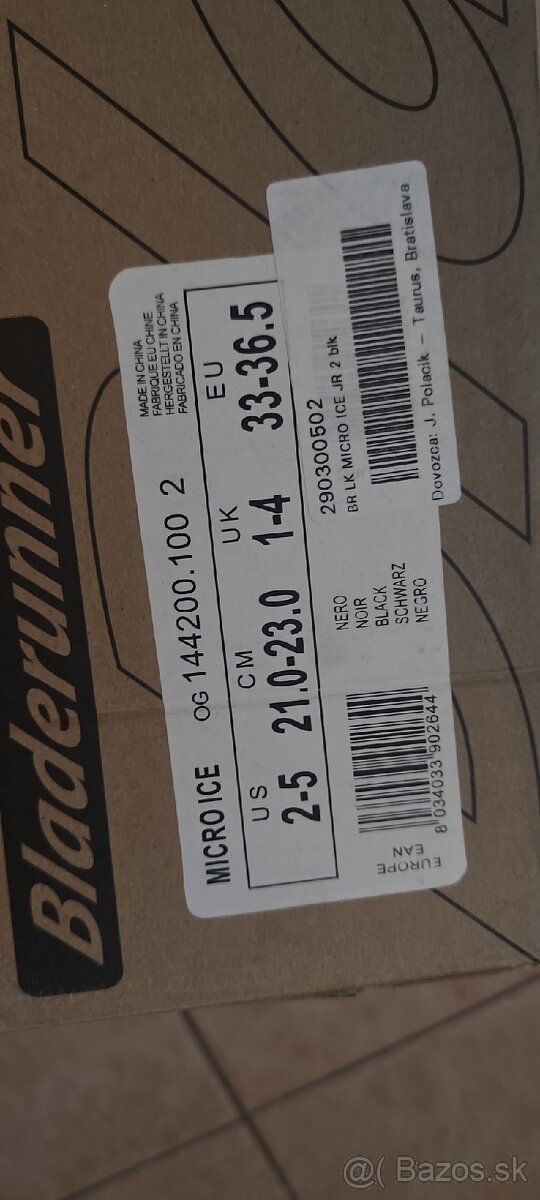 Bladerunner
MICRO ICE OG 144200.100 2
MADE IN CHINA
FABRIQUE EU CHINE
HERGESTELLT IN CHINA
FABRICADO EN CHINA
US CM UK EU
2-5 21.0-23.0 1-4 33-36.5
EUROPE
EAN
8 034033 902644
NERO
NOIR
BLACK
SCHWARZ
NEGRO
290300502
BR LK MICRO ICE JR 2 blk
Dovozca: J. Polacik - Taurus, Bratislava
@ Bazos.sk